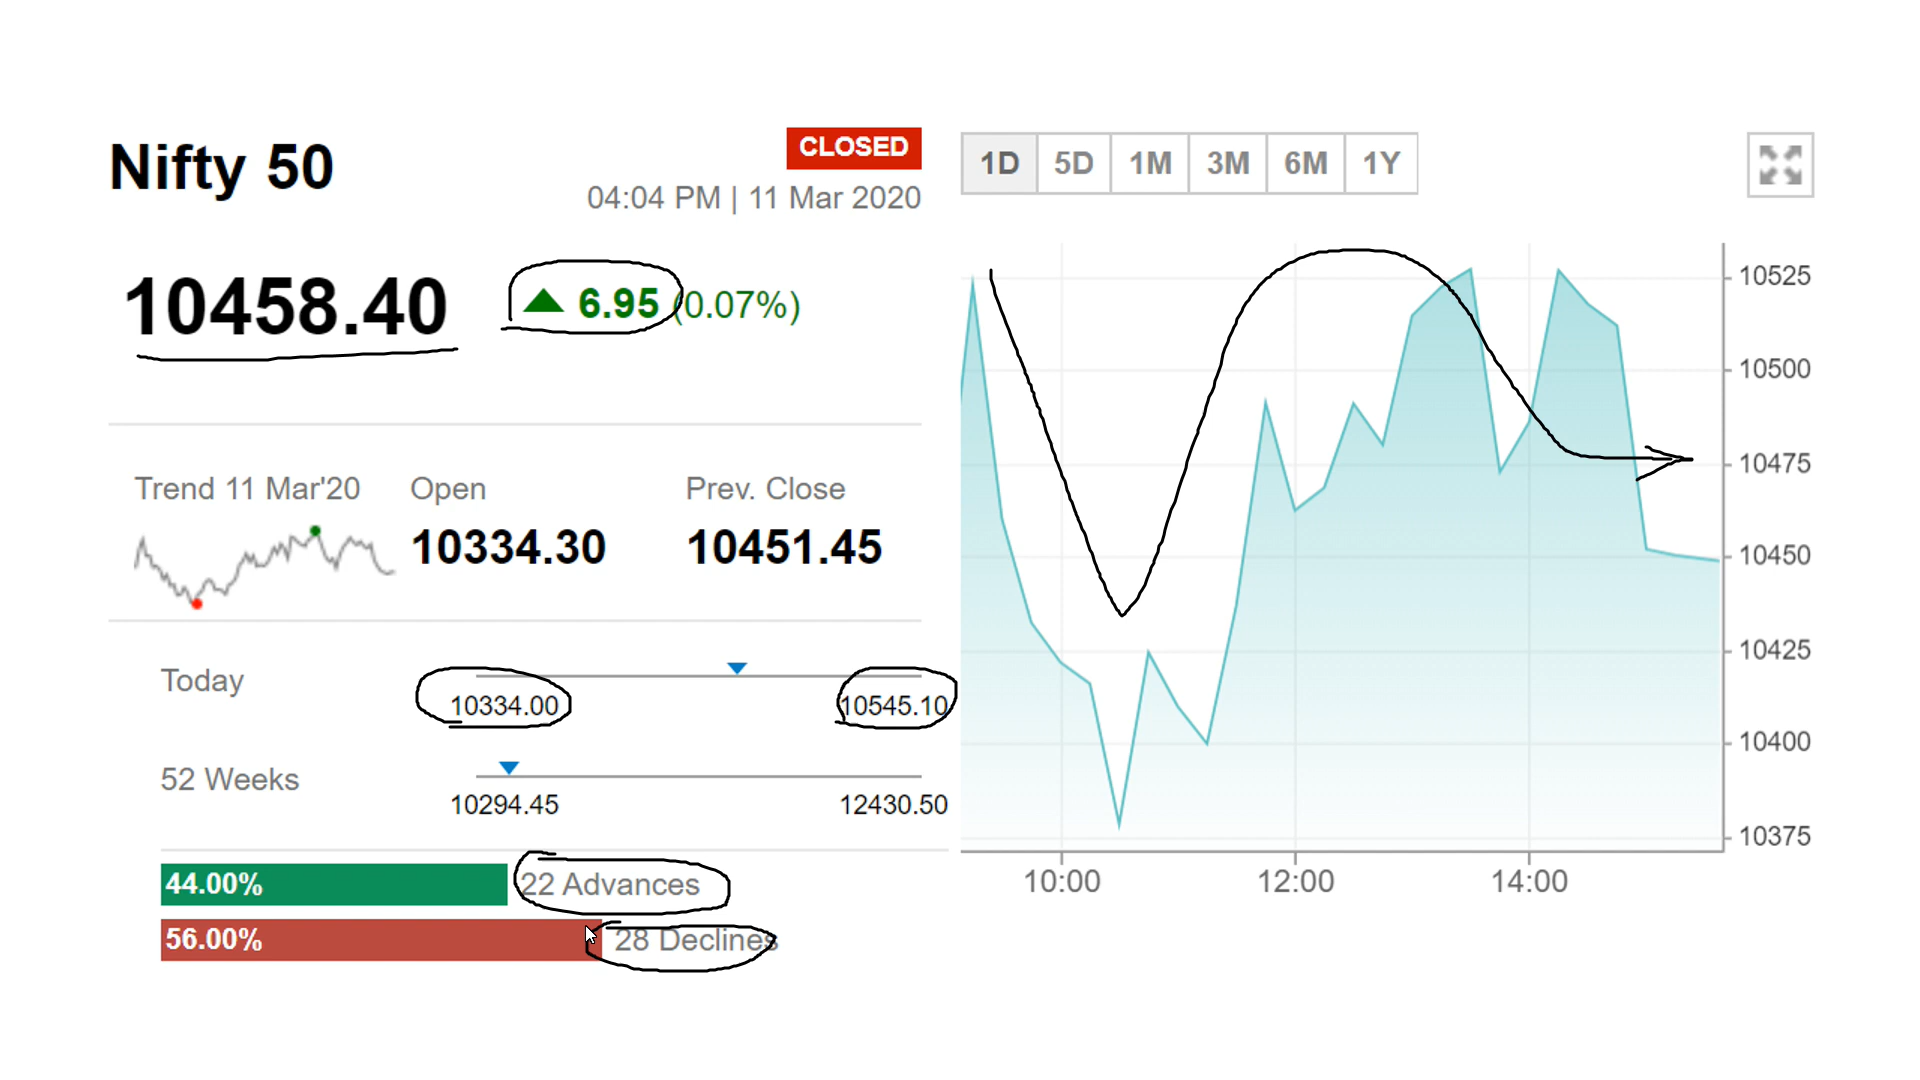 Nifty 50
CLOSED
04:04 PM | 11 Mar 2020
10458.40
6.95 (0.07%)
Trend 11 Mar'20
Open
Prev. Close
10334.30
10451.45
Today
10334.00
10545.10
52 Weeks
10294.45
12430.50
44.00%
22 Advances
56.00%
28 Declines
1D 5D 1M 3M 6M 1Y
10525
10500
10475
10450
10425
10400
10375
10:00 12:00 14:00